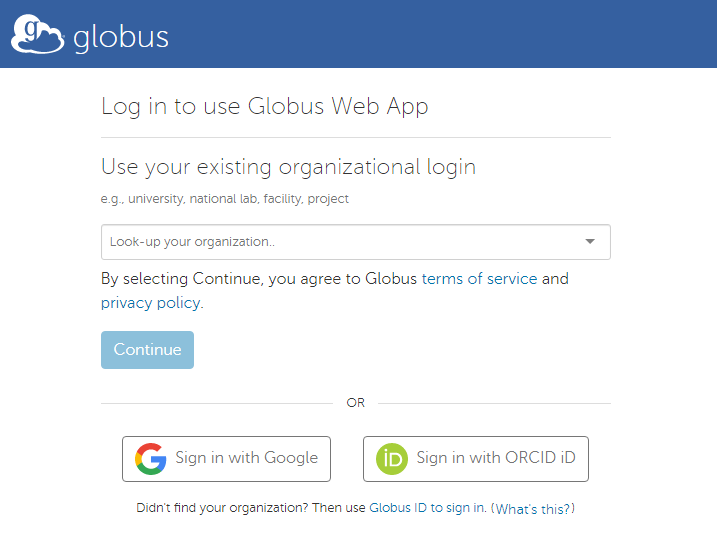 globus
Log in to use Globus Web App
Use your existing organizational login
e.g., university, national lab, facility, project
Look-up your organization..
By selecting Continue, you agree to Globus terms of service and
privacy policy.
Continue
OR
Sign in with Google
iD Sign in with ORCID iD
Didn't find your organization? Then use Globus ID to sign in. (What's this?)